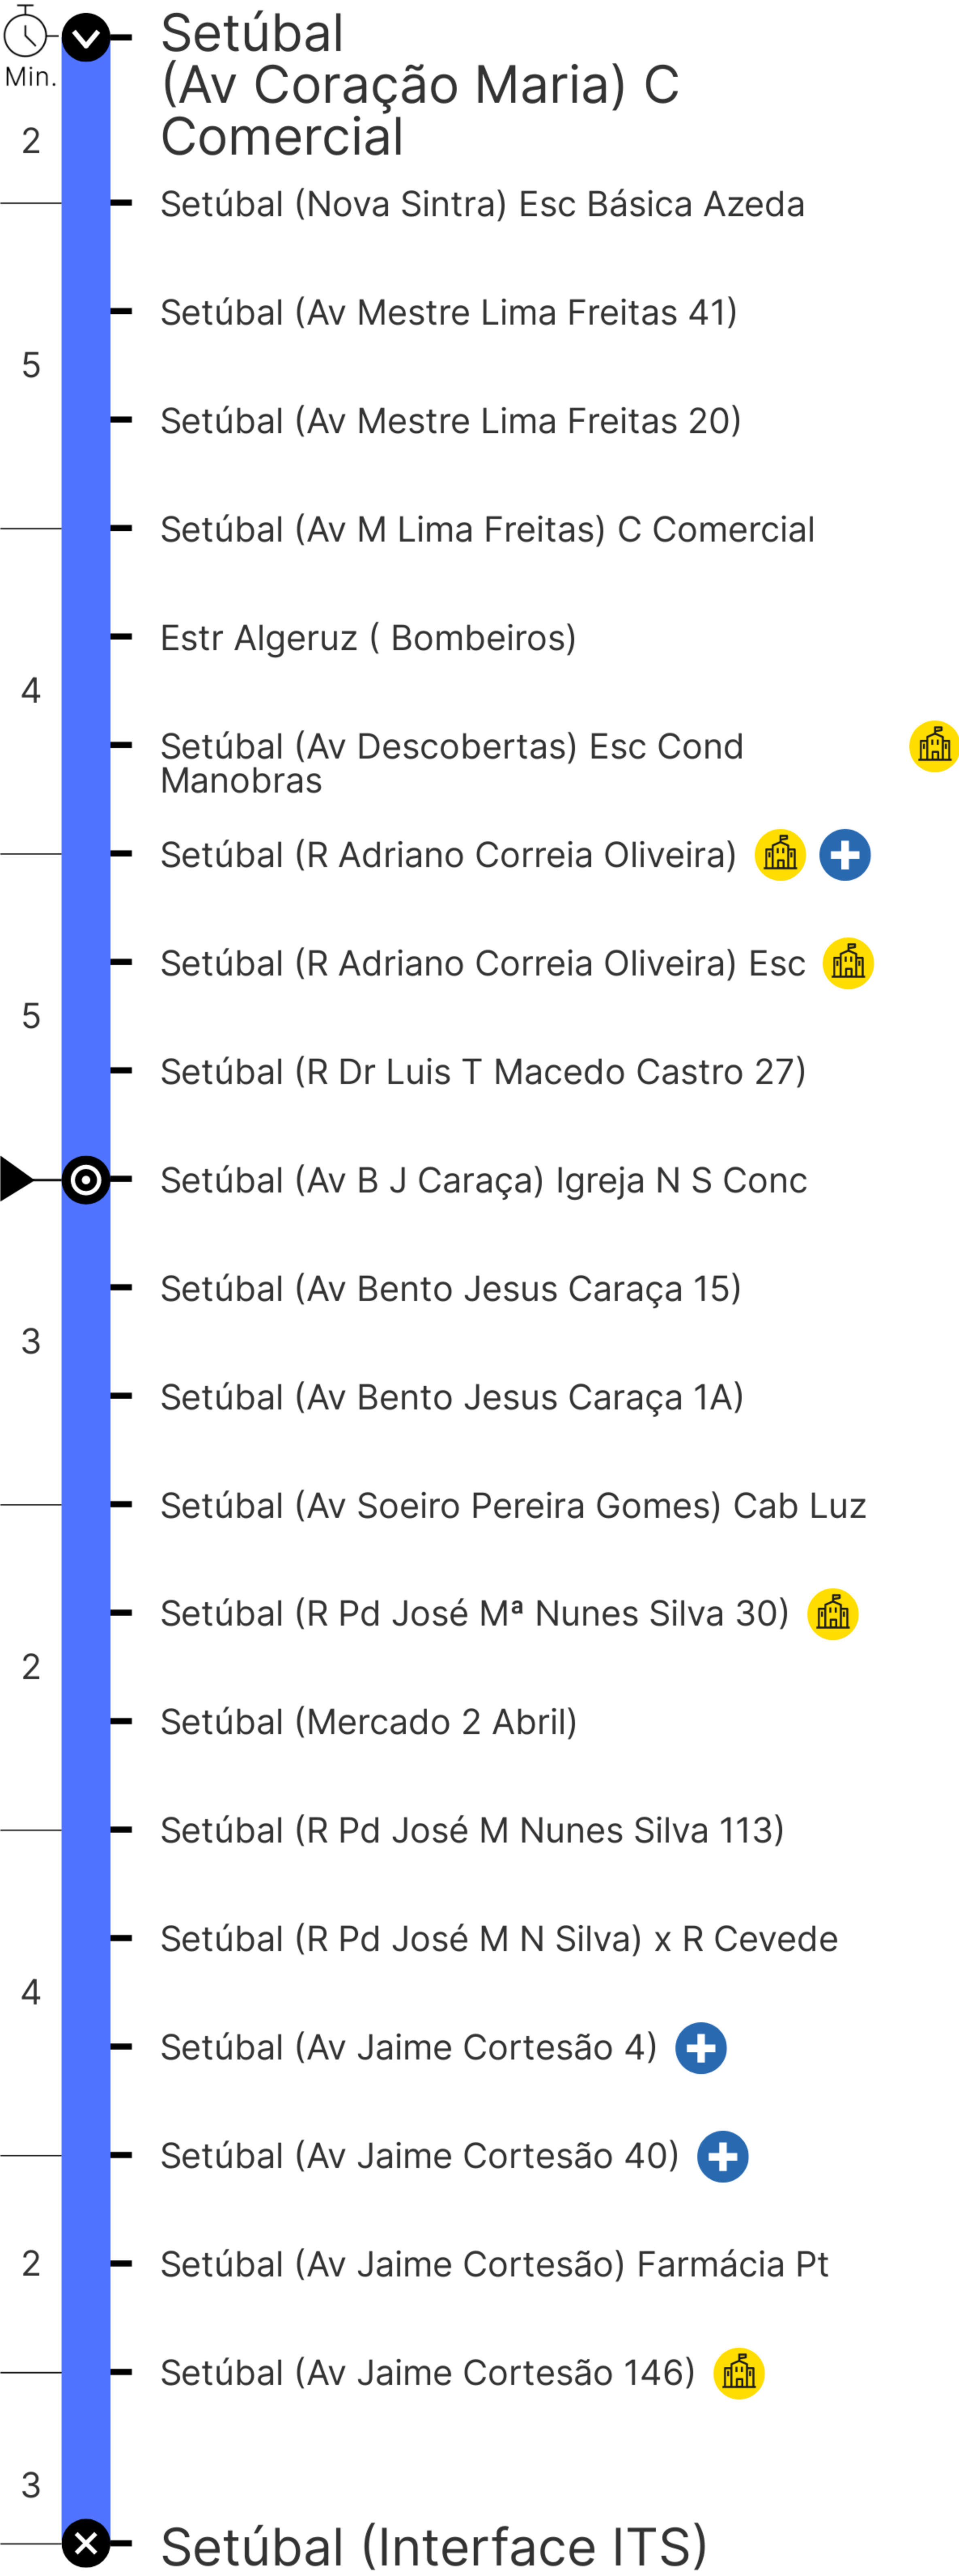 Setúbal
Min.
(Av Coração Maria) C
2
Comercial
Setúbal (Nova Sintra) Esc Básica Azeda
Setúbal (Av Mestre Lima Freitas 41)
5
Setúbal (Av Mestre Lima Freitas 20)
Setúbal (Av M Lima Freitas) C Comercial
Estr Algeruz ( Bombeiros)
4
Setúbal (Av Descobertas) Esc Cond
Manobras
Setúbal (R Adriano Correia Oliveira)
Setúbal (R Adriano Correia Oliveira) Esc
5
Setúbal (R Dr Luis T Macedo Castro 27)
Setúbal (Av B J Caraça) Igreja N S Conc
Setúbal (Av Bento Jesus Caraça 15)
3
Setúbal (Av Bento Jesus Caraça 1A)
Setúbal (Av Soeiro Pereira Gomes) Cab Luz
Setúbal (R Pd José Mª Nunes Silva 30)
2
Setúbal (Mercado 2 Abril)
Setúbal (R Pd José M Nunes Silva 113)
Setúbal (R Pd José M N Silva) x R Cevede
4
Setúbal (Av Jaime Cortesão 4)
Setúbal (Av Jaime Cortesão 40)
2
Setúbal (Av Jaime Cortesão) Farmácia Pt
Setúbal (Av Jaime Cortesão 146)
3
Setúbal (Interface ITS)